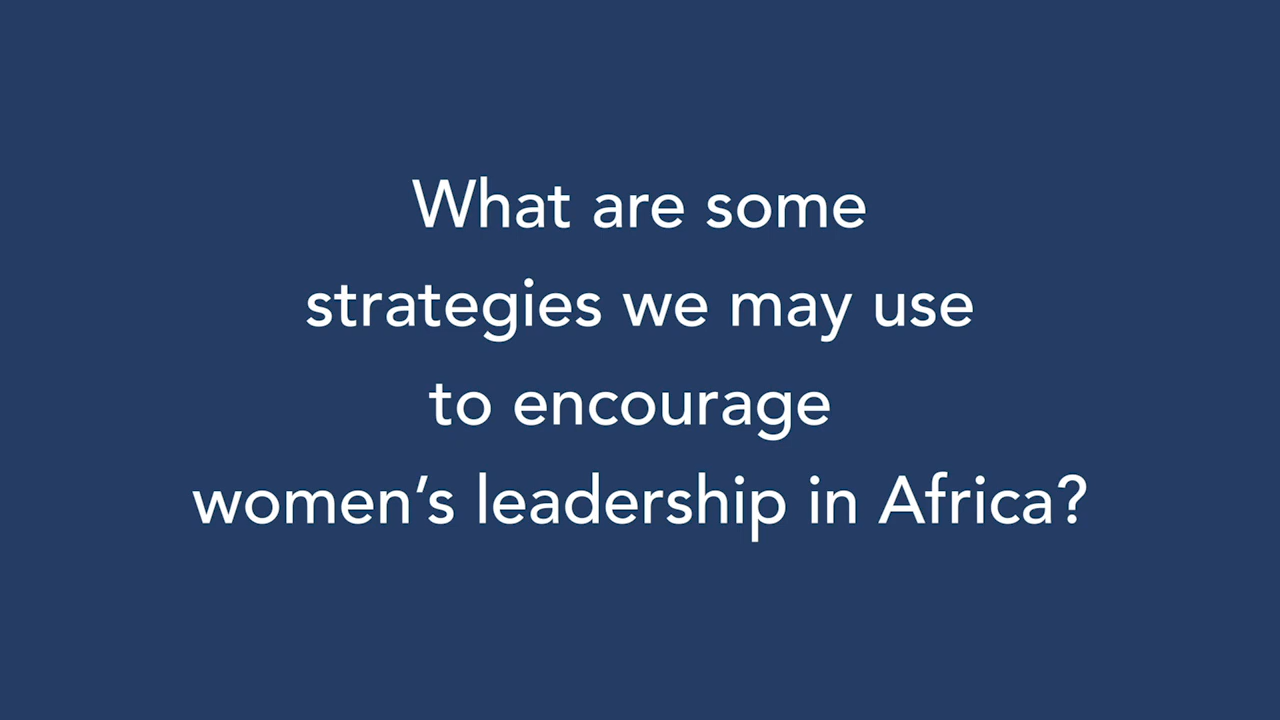 What are some
strategies we may use
to encourage
women’s leadership in Africa?